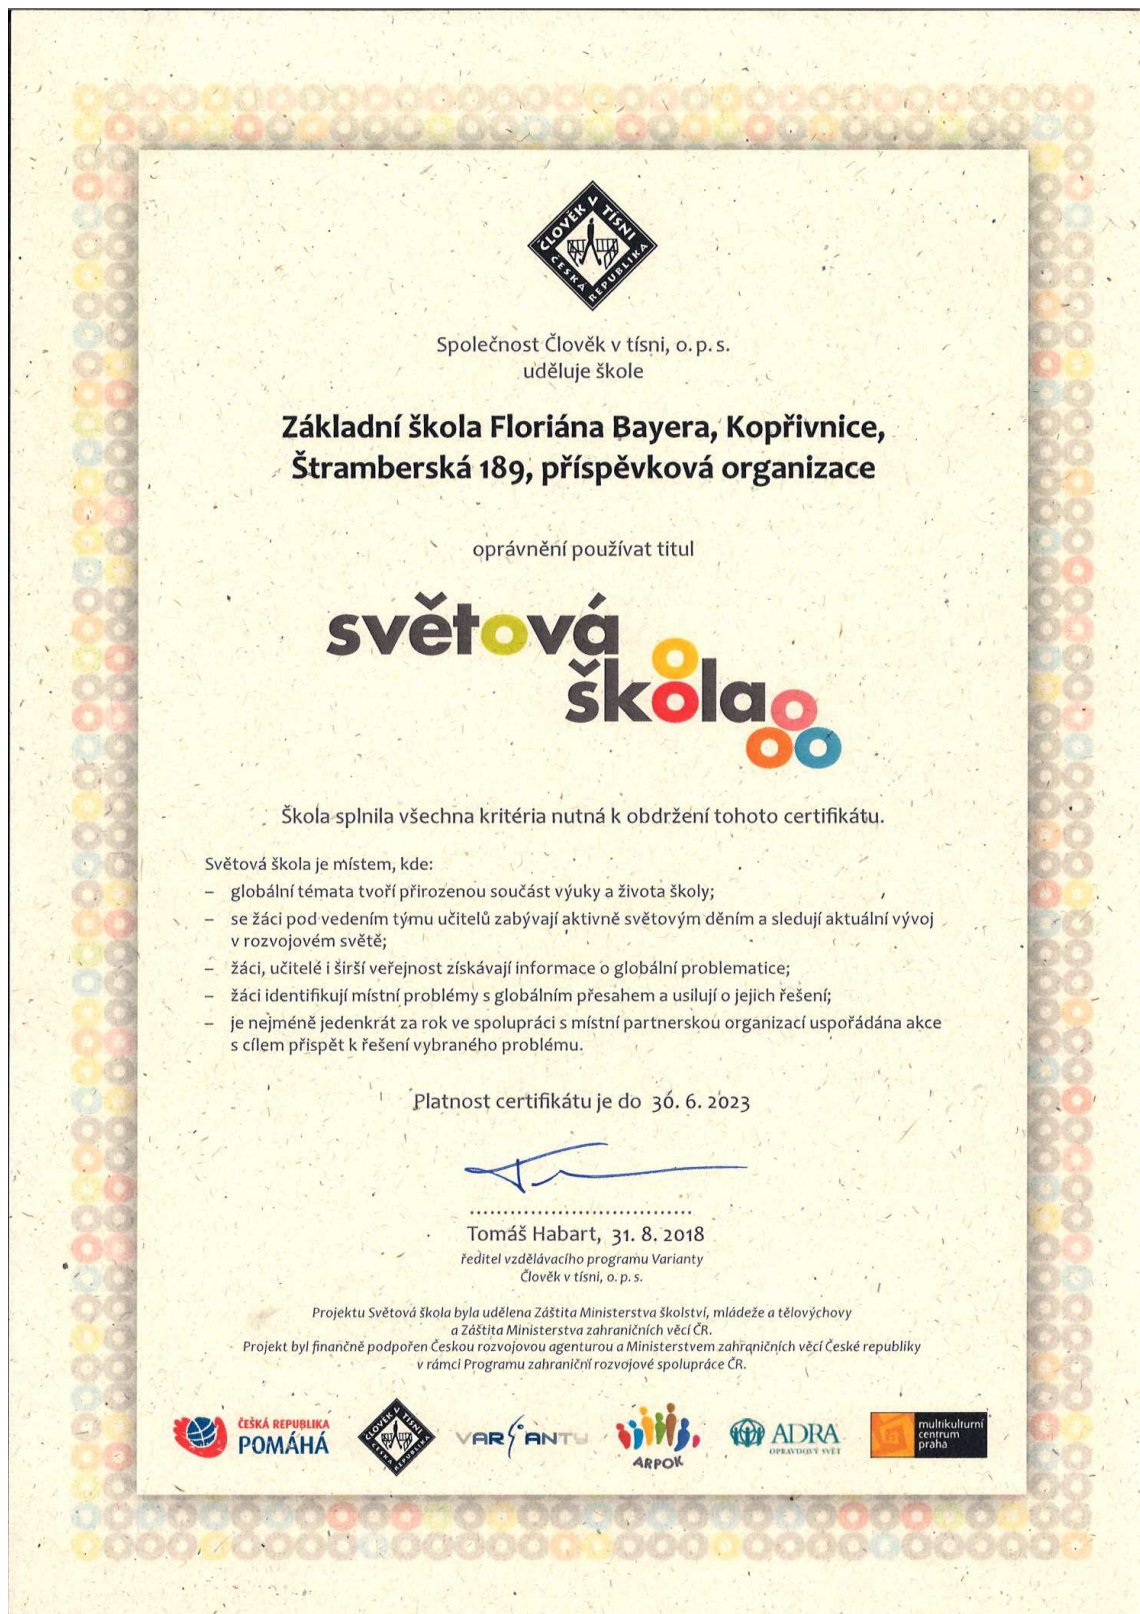 ČLOVĚK V TÍSNI
ČESKÁ REPUBLIKA
Společnost Člověk v tísni, o. p. s.
uděluje škole
Základní škola Floriána Bayera, Kopřivnice,
Štramberská 189, příspěvková organizace
oprávnění používat titul
světová
škola
Škola splnila všechna kritéria nutná k obdržení tohoto certifikátu.
Světová škola je místem, kde:
– globální témata tvoří přirozenou součást výuky a života školy;
– se žáci pod vedením týmu učitelů zabývají aktivně světovým děním a sledují aktuální vývoj
v rozvojovém světě;
– žáci, učitelé i širší veřejnost získávají informace o globální problematice;
– žáci identifikují místní problémy s globálním přesahem a usilují o jejich řešení;
– je nejméně jedenkrát za rok ve spolupráci s místní partnerskou organizací uspořádána akce
s cílem přispět k řešení vybraného problému.
Platnost certifikátu je do 30. 6. 2023
Tomáš Habart, 31. 8. 2018
ředitel vzdělávacího programu Varianty
Člověk v tísni, o. p. s.
Projektu Světová škola byla udělena Záštita Ministerstva školství, mládeže a tělovýchovy
a Záštita Ministerstva zahraničních věcí ČR.
Projekt byl finančně podpořen Českou rozvojovou agenturou a Ministerstvem zahraničních věcí České republiky
v rámci Programu zahraniční rozvojové spolupráce ČR.
ČESKÁ REPUBLIKA
POMÁHÁ
ČLOVĚK V TÍSNI
ČESKÁ REPUBLIKA
VARIANTY
ARPOK
ADRA
OPRAVDOVÝ SVĚT
multikulturní
centrum
praha